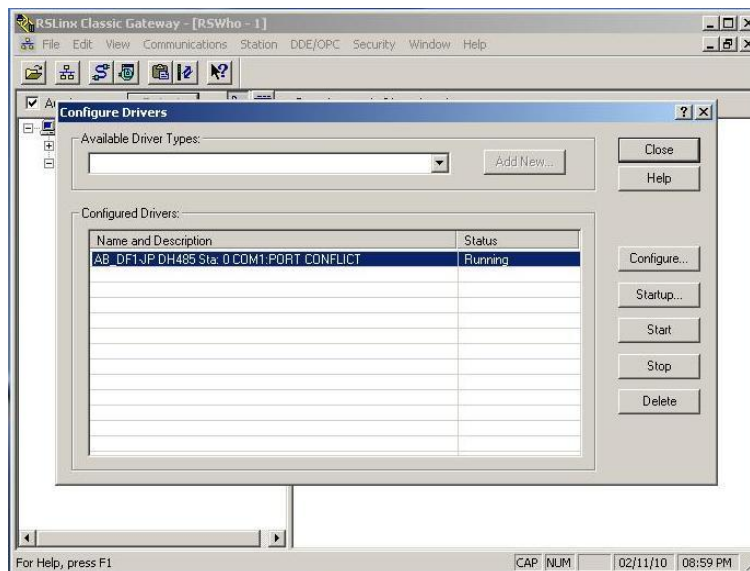 RSLinx Classic Gateway - [RSWho - 1]
File Edit View Communications Station DDE/OPC Security Window Help
Configure Drivers
Available Driver Types:
Add New...
Close
Help
Configured Drivers:
Name and Description Status
AB_DF1-JP DH485 Sta: 0 COM1:PORT CONFLICT Running
Configure...
Startup...
Start
Stop
Delete
For Help, press F1 CAP NUM 02/11/10 08:59 PM